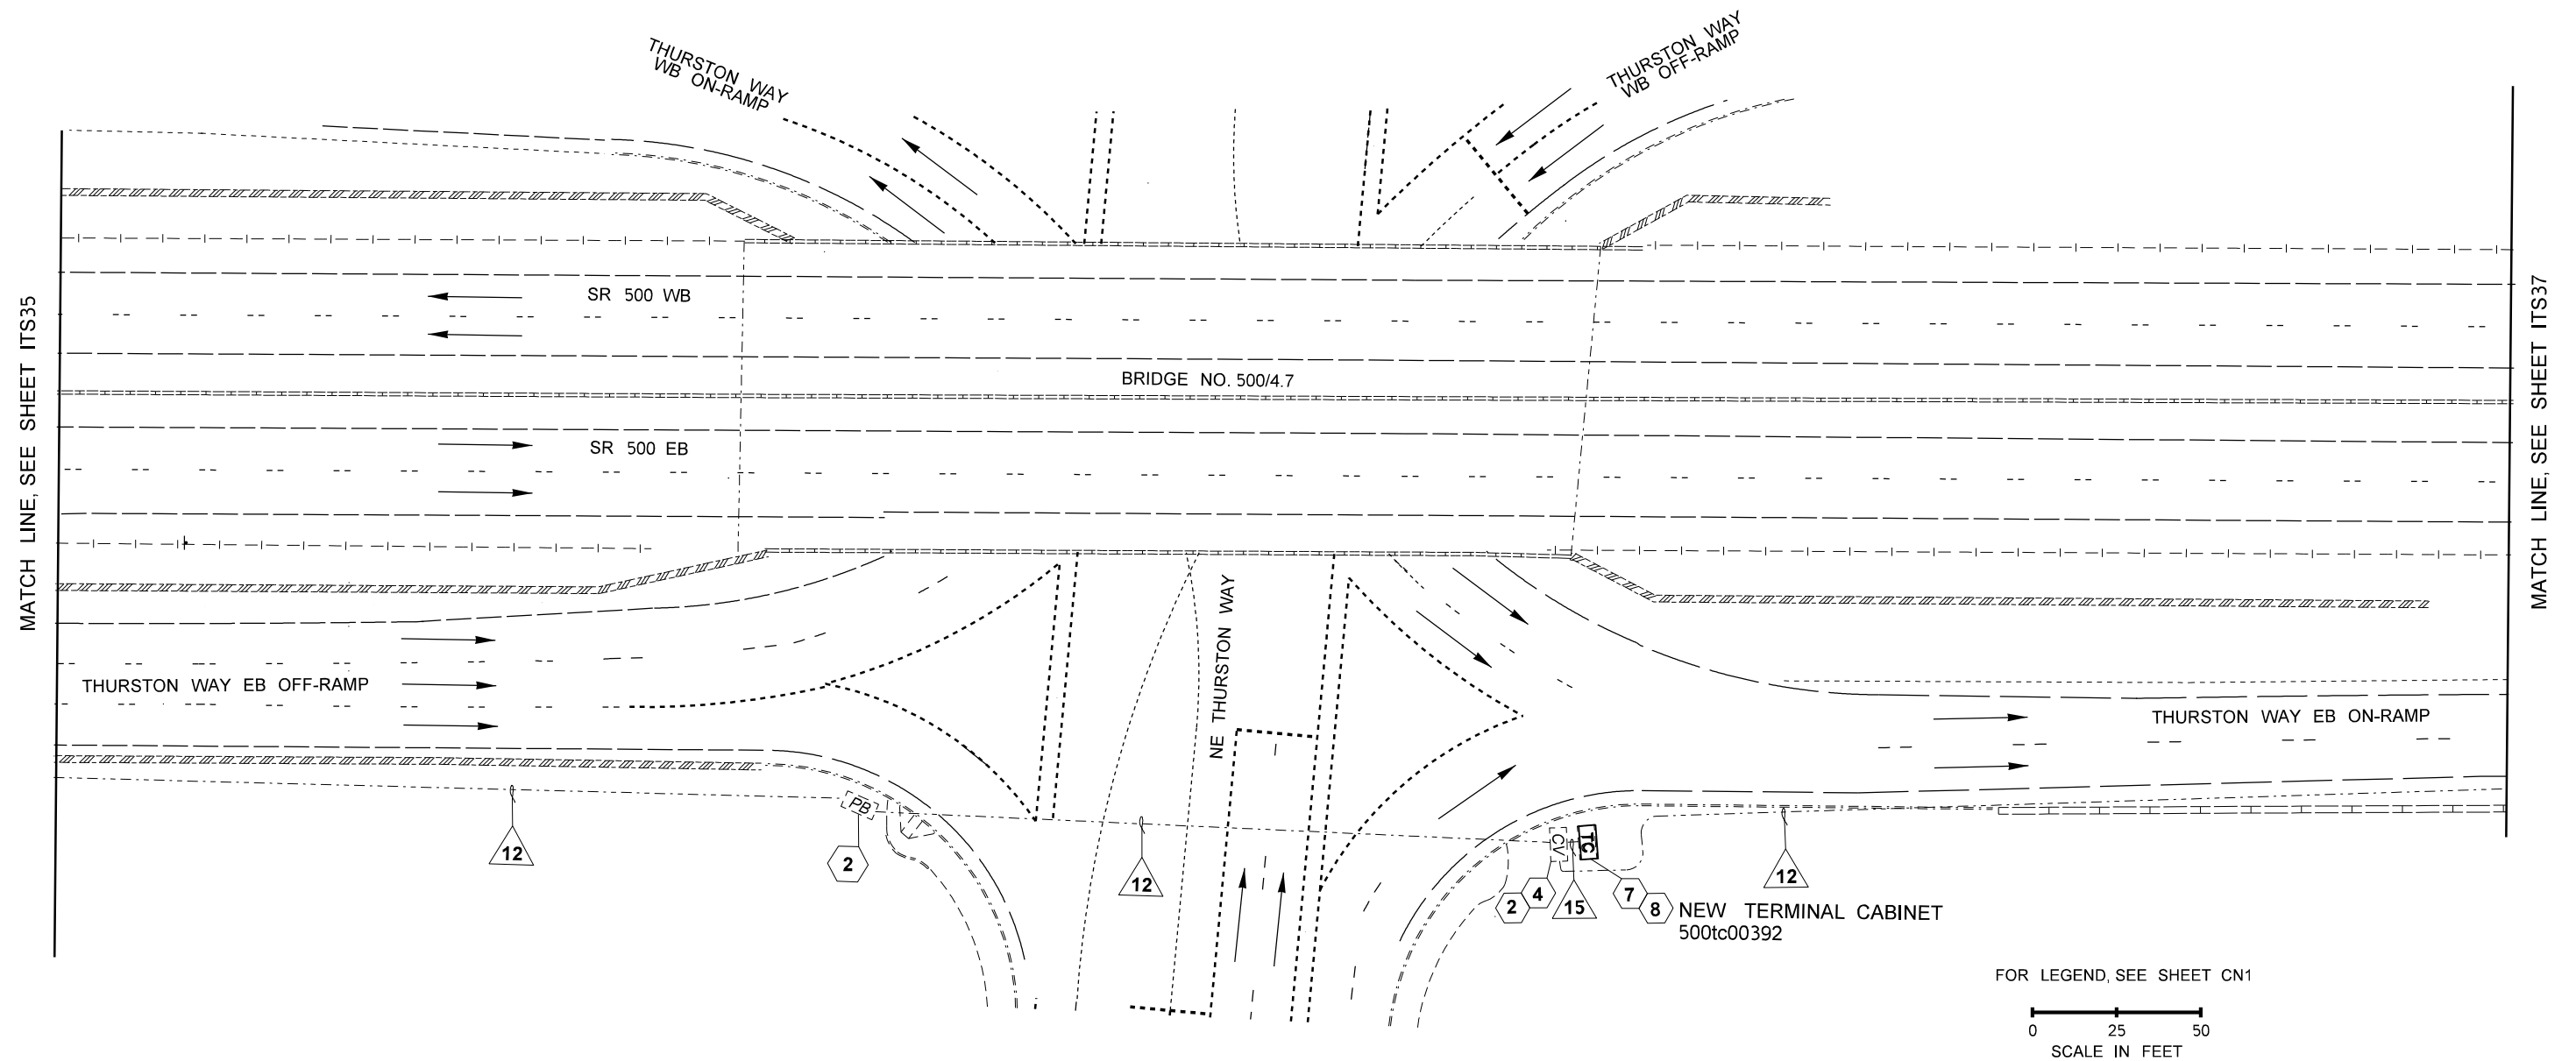 THURSTON WAY
WB ON-RAMP
THURSTON WAY
WB OFF-RAMP
MATCH LINE, SEE SHEET ITS35
SR 500 WB
BRIDGE NO. 500/4.7
SR 500 EB
MATCH LINE, SEE SHEET ITS37
THURSTON WAY EB OFF-RAMP
NE THURSTON WAY
THURSTON WAY EB ON-RAMP
PB
CV
TC
12
2
12
2
4
15
7
8
12
NEW TERMINAL CABINET
500tc00392
FOR LEGEND, SEE SHEET CN1
0 25 50
SCALE IN FEET